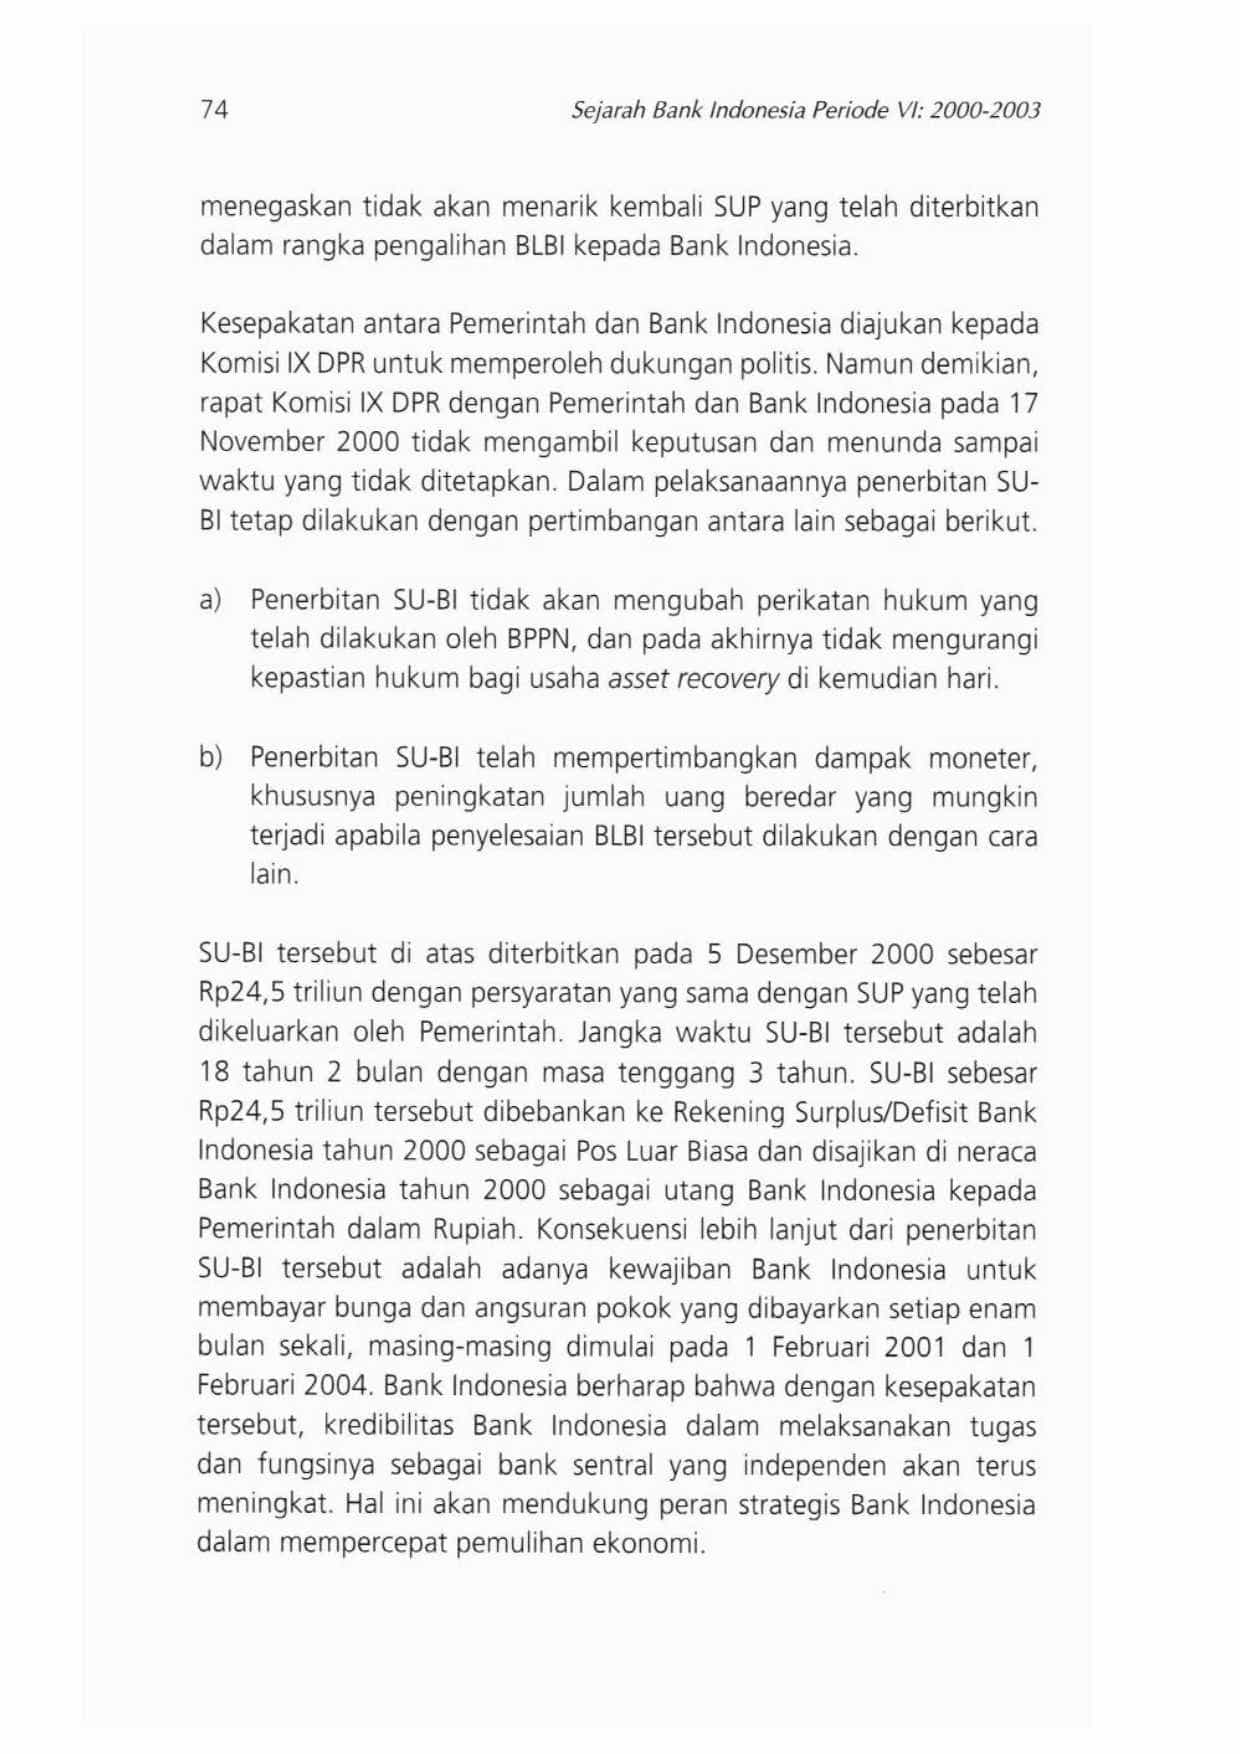 74
Sejarah Bank Indonesia Periode VI: 2000-2003
menegaskan tidak akan menarik kembali SUP yang telah diterbitkan
dalam rangka pengalihan BLBI kepada Bank Indonesia.
Kesepakatan antara Pemerintah dan Bank Indonesia diajukan kepada
Komisi IX DPR untuk memperoleh dukungan politis. Namun demikian,
rapat Komisi IX DPR dengan Pemerintah dan Bank Indonesia pada 17
November 2000 tidak mengambil keputusan dan menunda sampai
waktu yang tidak ditetapkan. Dalam pelaksanaannya penerbitan SU-
BI tetap dilakukan dengan pertimbangan antara lain sebagai berikut.
a) Penerbitan SU-BI tidak akan mengubah perikatan hukum yang
telah dilakukan oleh BPPN, dan pada akhirnya tidak mengurangi
kepastian hukum bagi usaha asset recovery di kemudian hari.
b) Penerbitan SU-BI telah mempertimbangkan dampak moneter,
khususnya peningkatan jumlah uang beredar yang mungkin
terjadi apabila penyelesaian BLBI tersebut dilakukan dengan cara
lain.
SU-BI tersebut di atas diterbitkan pada 5 Desember 2000 sebesar
Rp24,5 triliun dengan persyaratan yang sama dengan SUP yang telah
dikeluarkan oleh Pemerintah. Jangka waktu SU-BI tersebut adalah
18 tahun 2 bulan dengan masa tenggang 3 tahun. SU-BI sebesar
Rp24,5 triliun tersebut dibebankan ke Rekening Surplus/Defisit Bank
Indonesia tahun 2000 sebagai Pos Luar Biasa dan disajikan di neraca
Bank Indonesia tahun 2000 sebagai utang Bank Indonesia kepada
Pemerintah dalam Rupiah. Konsekuensi lebih lanjut dari penerbitan
SU-BI tersebut adalah adanya kewajiban Bank Indonesia untuk
membayar bunga dan angsuran pokok yang dibayarkan setiap enam
bulan sekali, masing-masing dimulai pada 1 Februari 2001 dan 1
Februari 2004. Bank Indonesia berharap bahwa dengan kesepakatan
tersebut, kredibilitas Bank Indonesia dalam melaksanakan tugas
dan fungsinya sebagai bank sentral yang independen akan terus
meningkat. Hal ini akan mendukung peran strategis Bank Indonesia
dalam mempercepat pemulihan ekonomi.